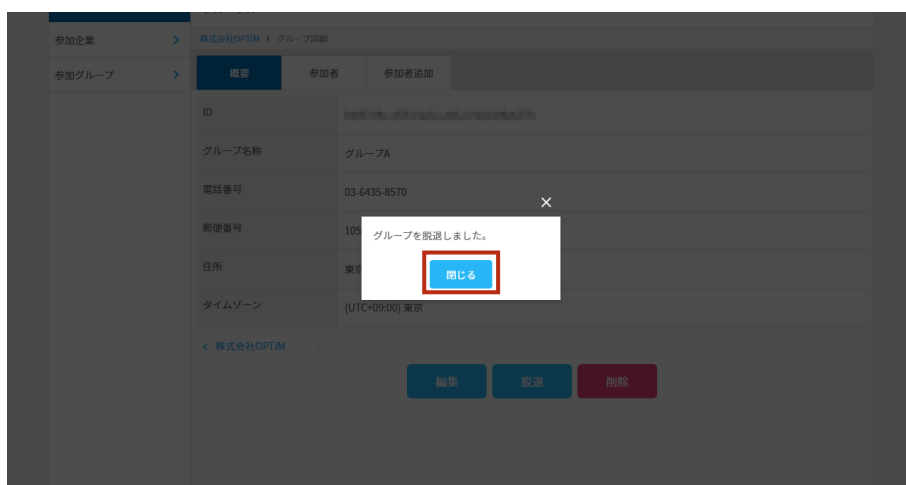 参加企業
株式会社OPTiM > グループ詳細
参加グループ
概要 参加者 参加者追加
ID
グループ名称 グループA
電話番号 03-6435-8570
郵便番号 105
グループを脱退しました。
住所
閉じる
タイムゾーン (UTC+09:00) 東京
株式会社OPTiM
編集 脱退 削除